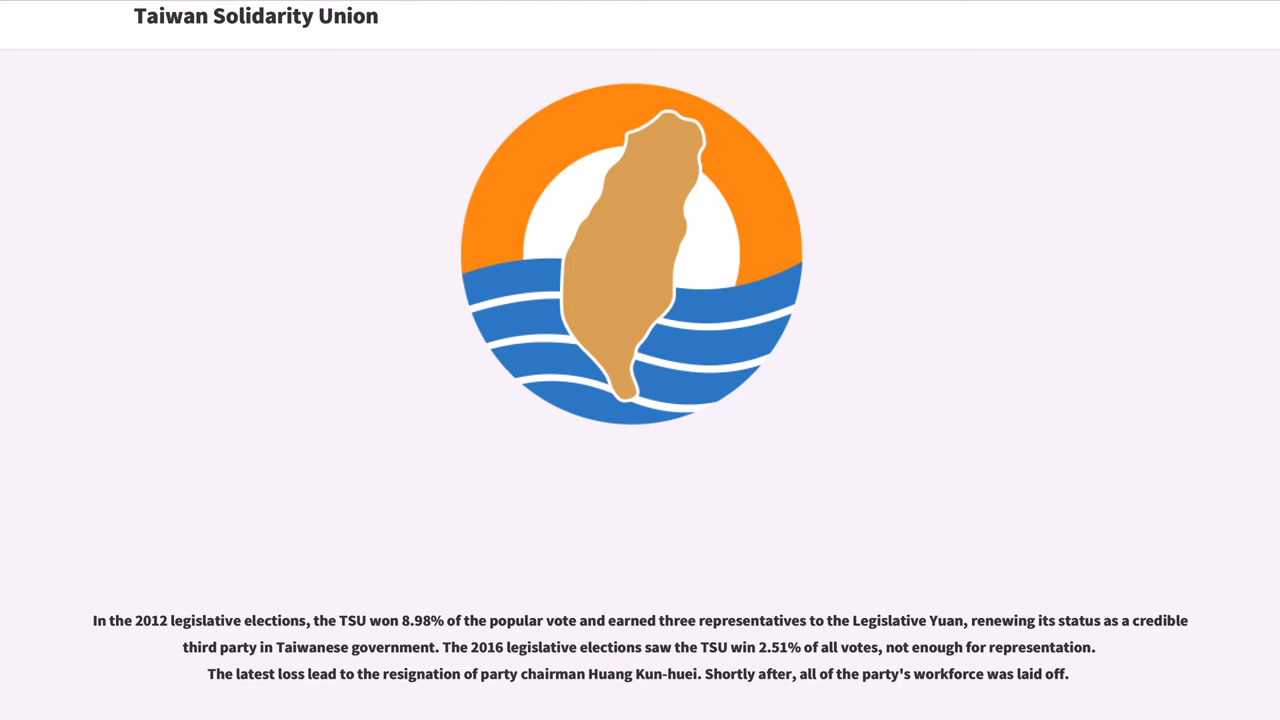 Taiwan Solidarity Union
In the 2012 legislative elections, the TSU won 8.98% of the popular vote and earned three representatives to the Legislative Yuan, renewing its status as a credible
third party in Taiwanese government. The 2016 legislative elections saw the TSU win 2.51% of all votes, not enough for representation.
The latest loss lead to the resignation of party chairman Huang Kun-huei. Shortly after, all of the party's workforce was laid off.